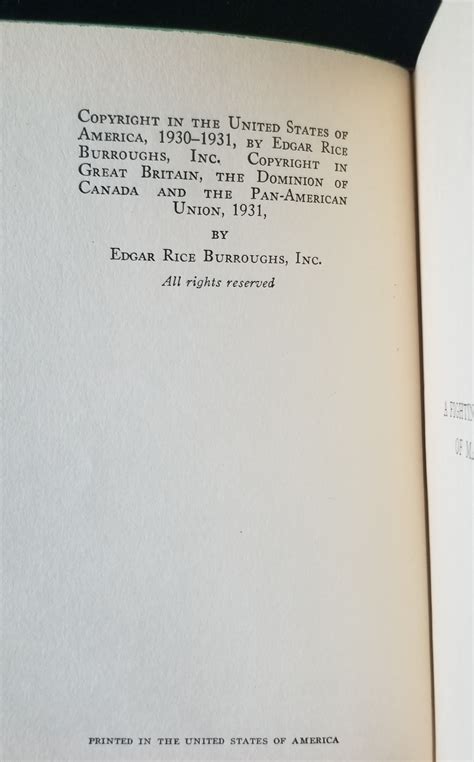 COPYRIGHT IN THE UNITED STATES OF
AMERICA, 1930–1931, BY EDGAR RICE
BURROUGHS, INC. COPYRIGHT IN
GREAT BRITAIN, THE DOMINION OF
CANADA AND THE PAN-AMERICAN
UNION, 1931,
BY
EDGAR RICE BURROUGHS, INC.
All rights reserved
PRINTED IN THE UNITED STATES OF AMERICA
A
OF